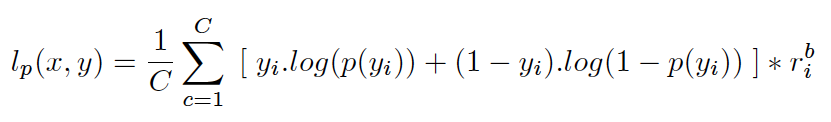 l_p(x, y) = \frac{1}{C} \sum_{c=1}^{C} [ y_i.log(p(y_i)) + (1 − y_i).log(1 − p(y_i)) ] * r_i^b